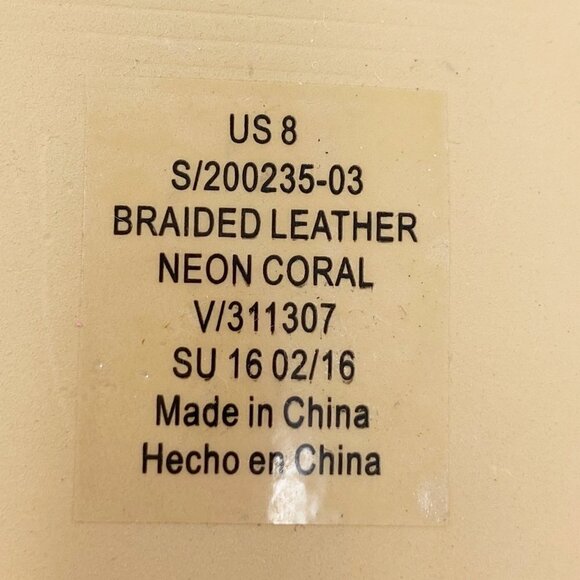 US 8
S/200235-03
BRAIDED LEATHER
NEON CORAL
V/311307
SU 16 02/16
Made in China
Hecho en China